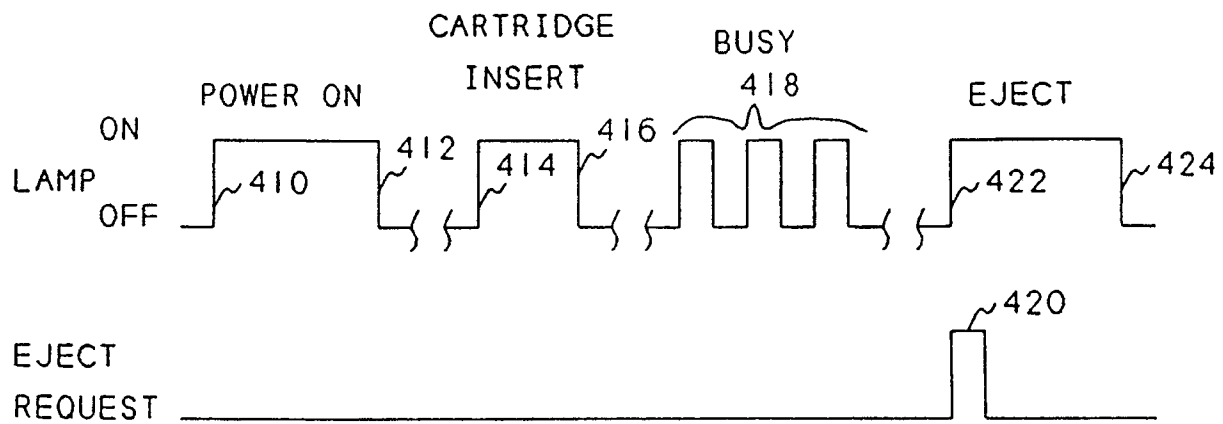 CARTRIDGE
INSERT
BUSY
418
POWER ON
EJECT
ON
LAMP
OFF
410
412
414
416
422
424
420
EJECT
REQUEST